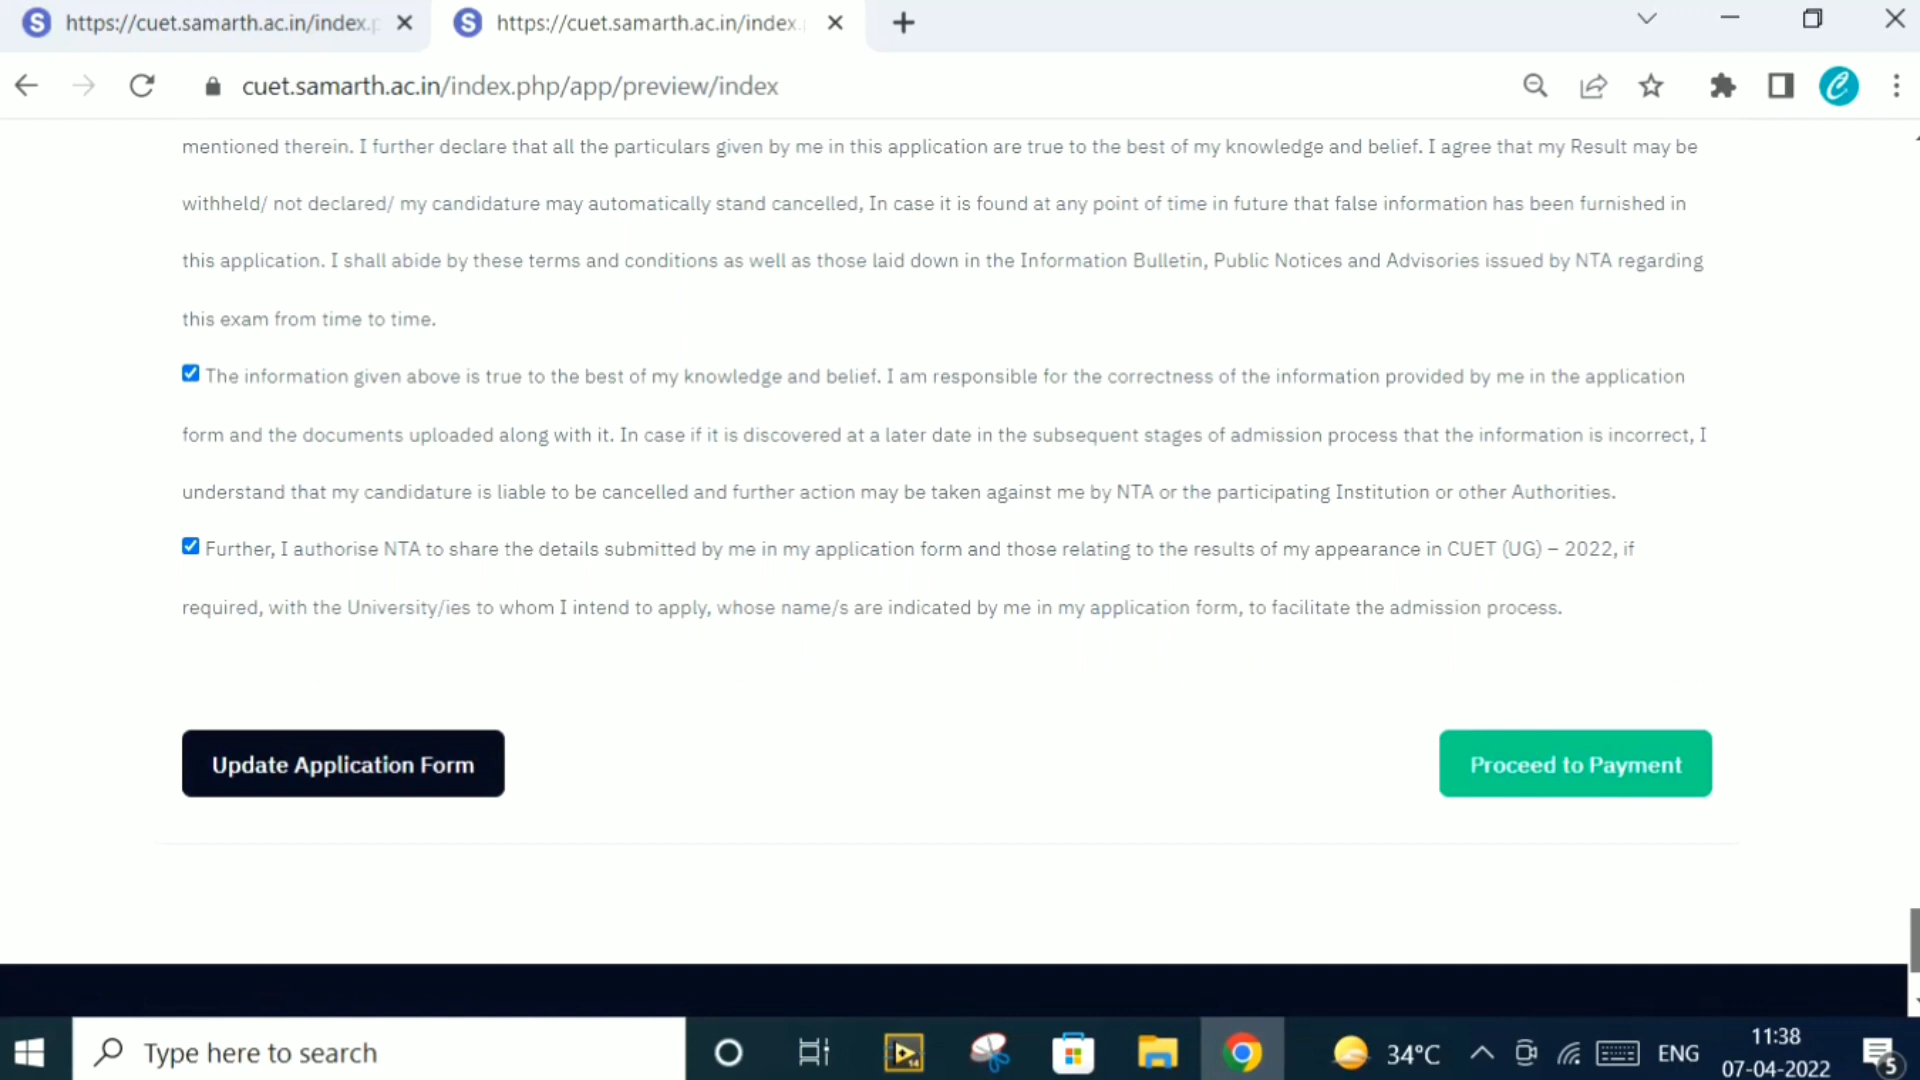 https://cuet.samarth.ac.in/index.p
https://cuet.samarth.ac.in/index.
cuet.samarth.ac.in/index.php/app/preview/index
mentioned therein. I further declare that all the particulars given by me in this application are true to the best of my knowledge and belief. I agree that my Result may be
withheld/ not declared/ my candidature may automatically stand cancelled, In case it is found at any point of time in future that false information has been furnished in
this application. I shall abide by these terms and conditions as well as those laid down in the Information Bulletin, Public Notices and Advisories issued by NTA regarding
this exam from time to time.
The information given above is true to the best of my knowledge and belief. I am responsible for the correctness of the information provided by me in the application
form and the documents uploaded along with it. In case if it is discovered at a later date in the subsequent stages of admission process that the information is incorrect, I
understand that my candidature is liable to be cancelled and further action may be taken against me by NTA or the participating Institution or other Authorities.
Further, I authorise NTA to share the details submitted by me in my application form and those relating to the results of my appearance in CUET (UG) – 2022, if
required, with the University/ies to whom I intend to apply, whose name/s are indicated by me in my application form, to facilitate the admission process.
Update Application Form
Proceed to Payment
Type here to search
34°C
ENG
11:38
07-04-2022
5